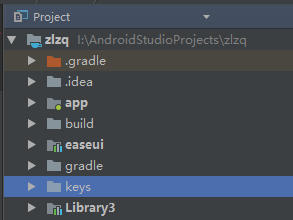 Project
zlzq I:\AndroidStudioProjects\zlzq
.gradle
.idea
app
build
easeui
gradle
keys
Library3